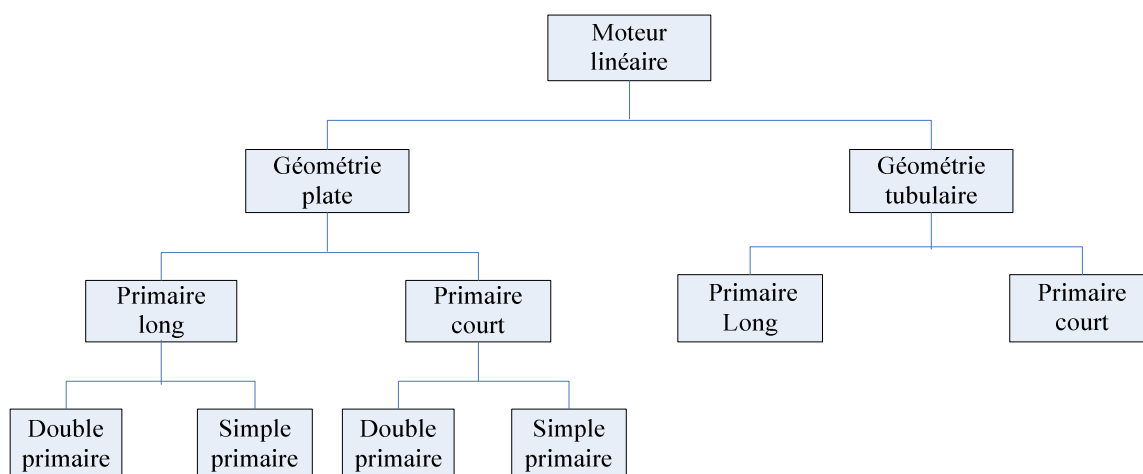 Moteur
linéaire
Géométrie
plate
Géométrie
tubulaire
Primaire
long
Primaire
court
Primaire
Long
Primaire
court
Double
primaire
Simple
primaire
Double
primaire
Simple
primaire